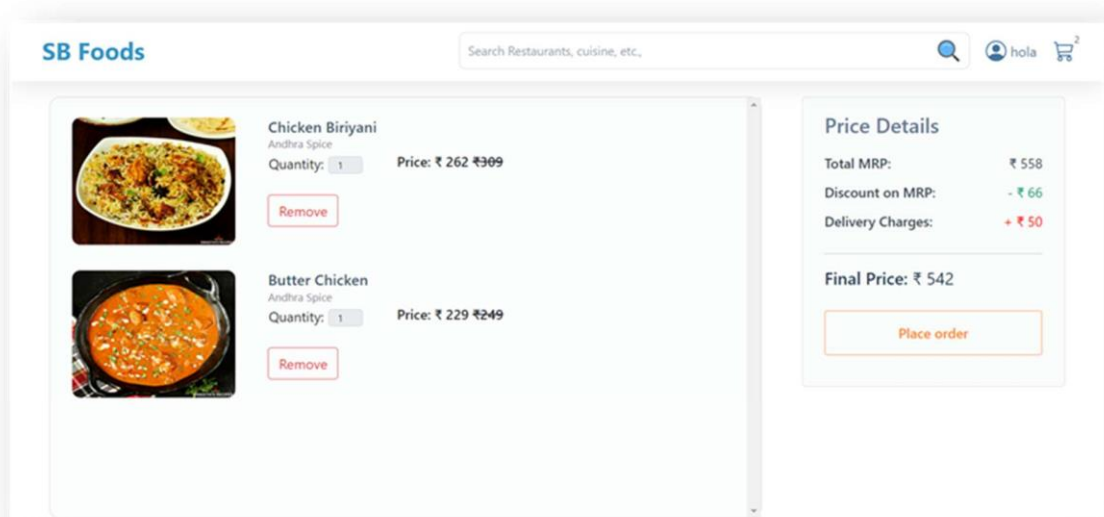 SB Foods
Search Restaurants, cuisine, etc.,
hola
2
Chicken Biriyani
Andhra Spice
Quantity: 1
Price: ₹ 262 ₹309
Remove
Butter Chicken
Andhra Spice
Quantity: 1
Price: ₹ 229 ₹249
Remove
Price Details
Total MRP: ₹ 558
Discount on MRP: - ₹ 66
Delivery Charges: + ₹ 50
Final Price: ₹ 542
Place order